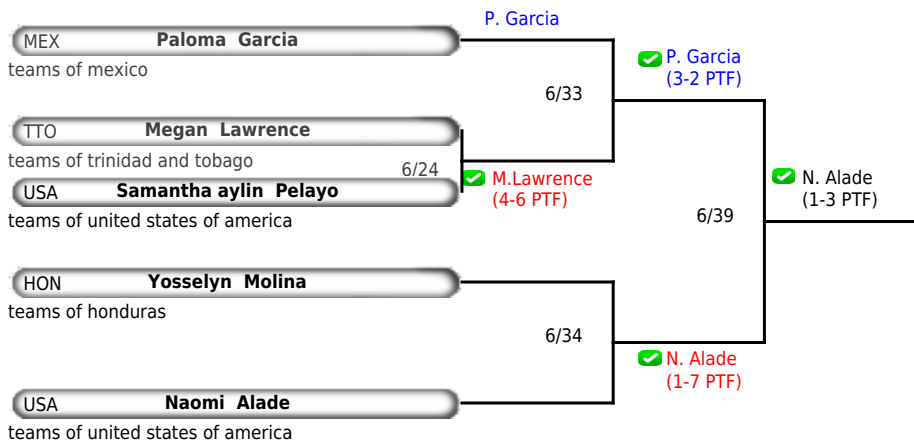 P. Garcia
MEX Paloma Garcia
teams of mexico
P. Garcia
(3-2 PTF)
6/33
TTO Megan Lawrence
teams of trinidad and tobago
6/24
M.Lawrence
(4-6 PTF)
USA Samantha aylin Pelayo
teams of united states of america
N. Alade
(1-3 PTF)
6/39
HON Yosselyn Molina
teams of honduras
6/34
N. Alade
(1-7 PTF)
USA Naomi Alade
teams of united states of america